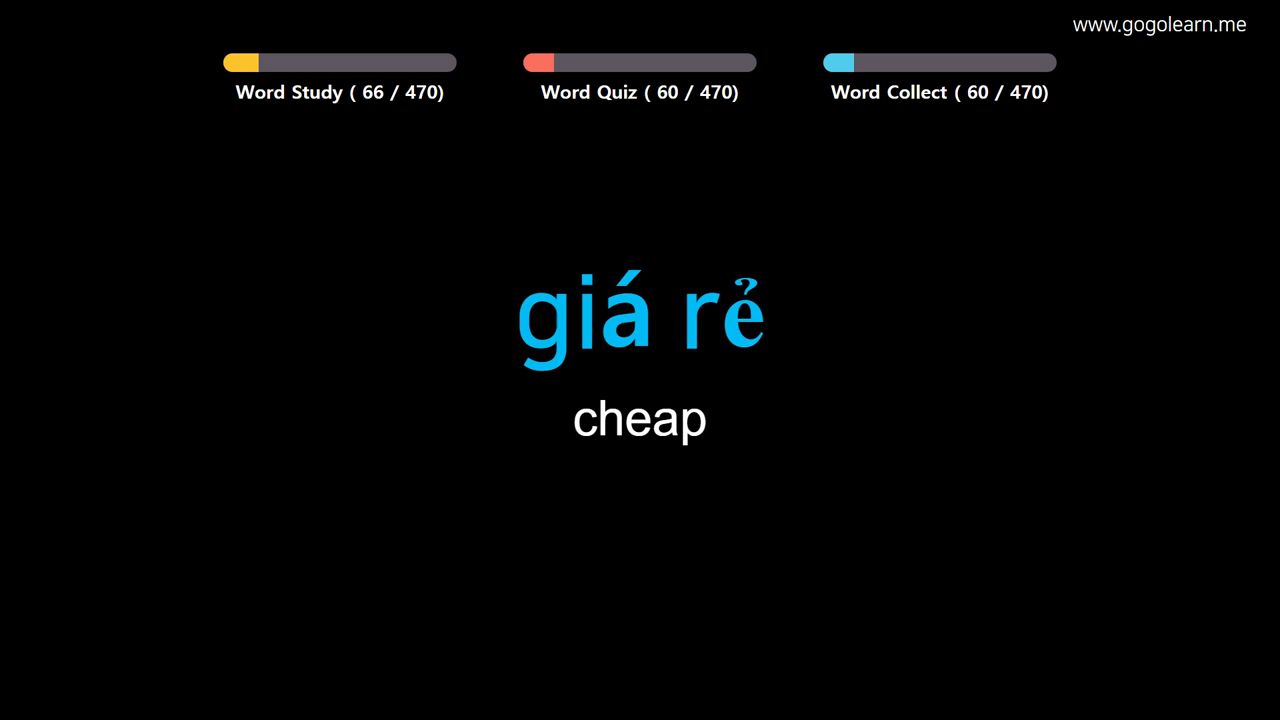 www.gogolearn.me
Word Study ( 66 / 470)
Word Quiz ( 60 / 470)
Word Collect ( 60 / 470)
giá rẻ
cheap